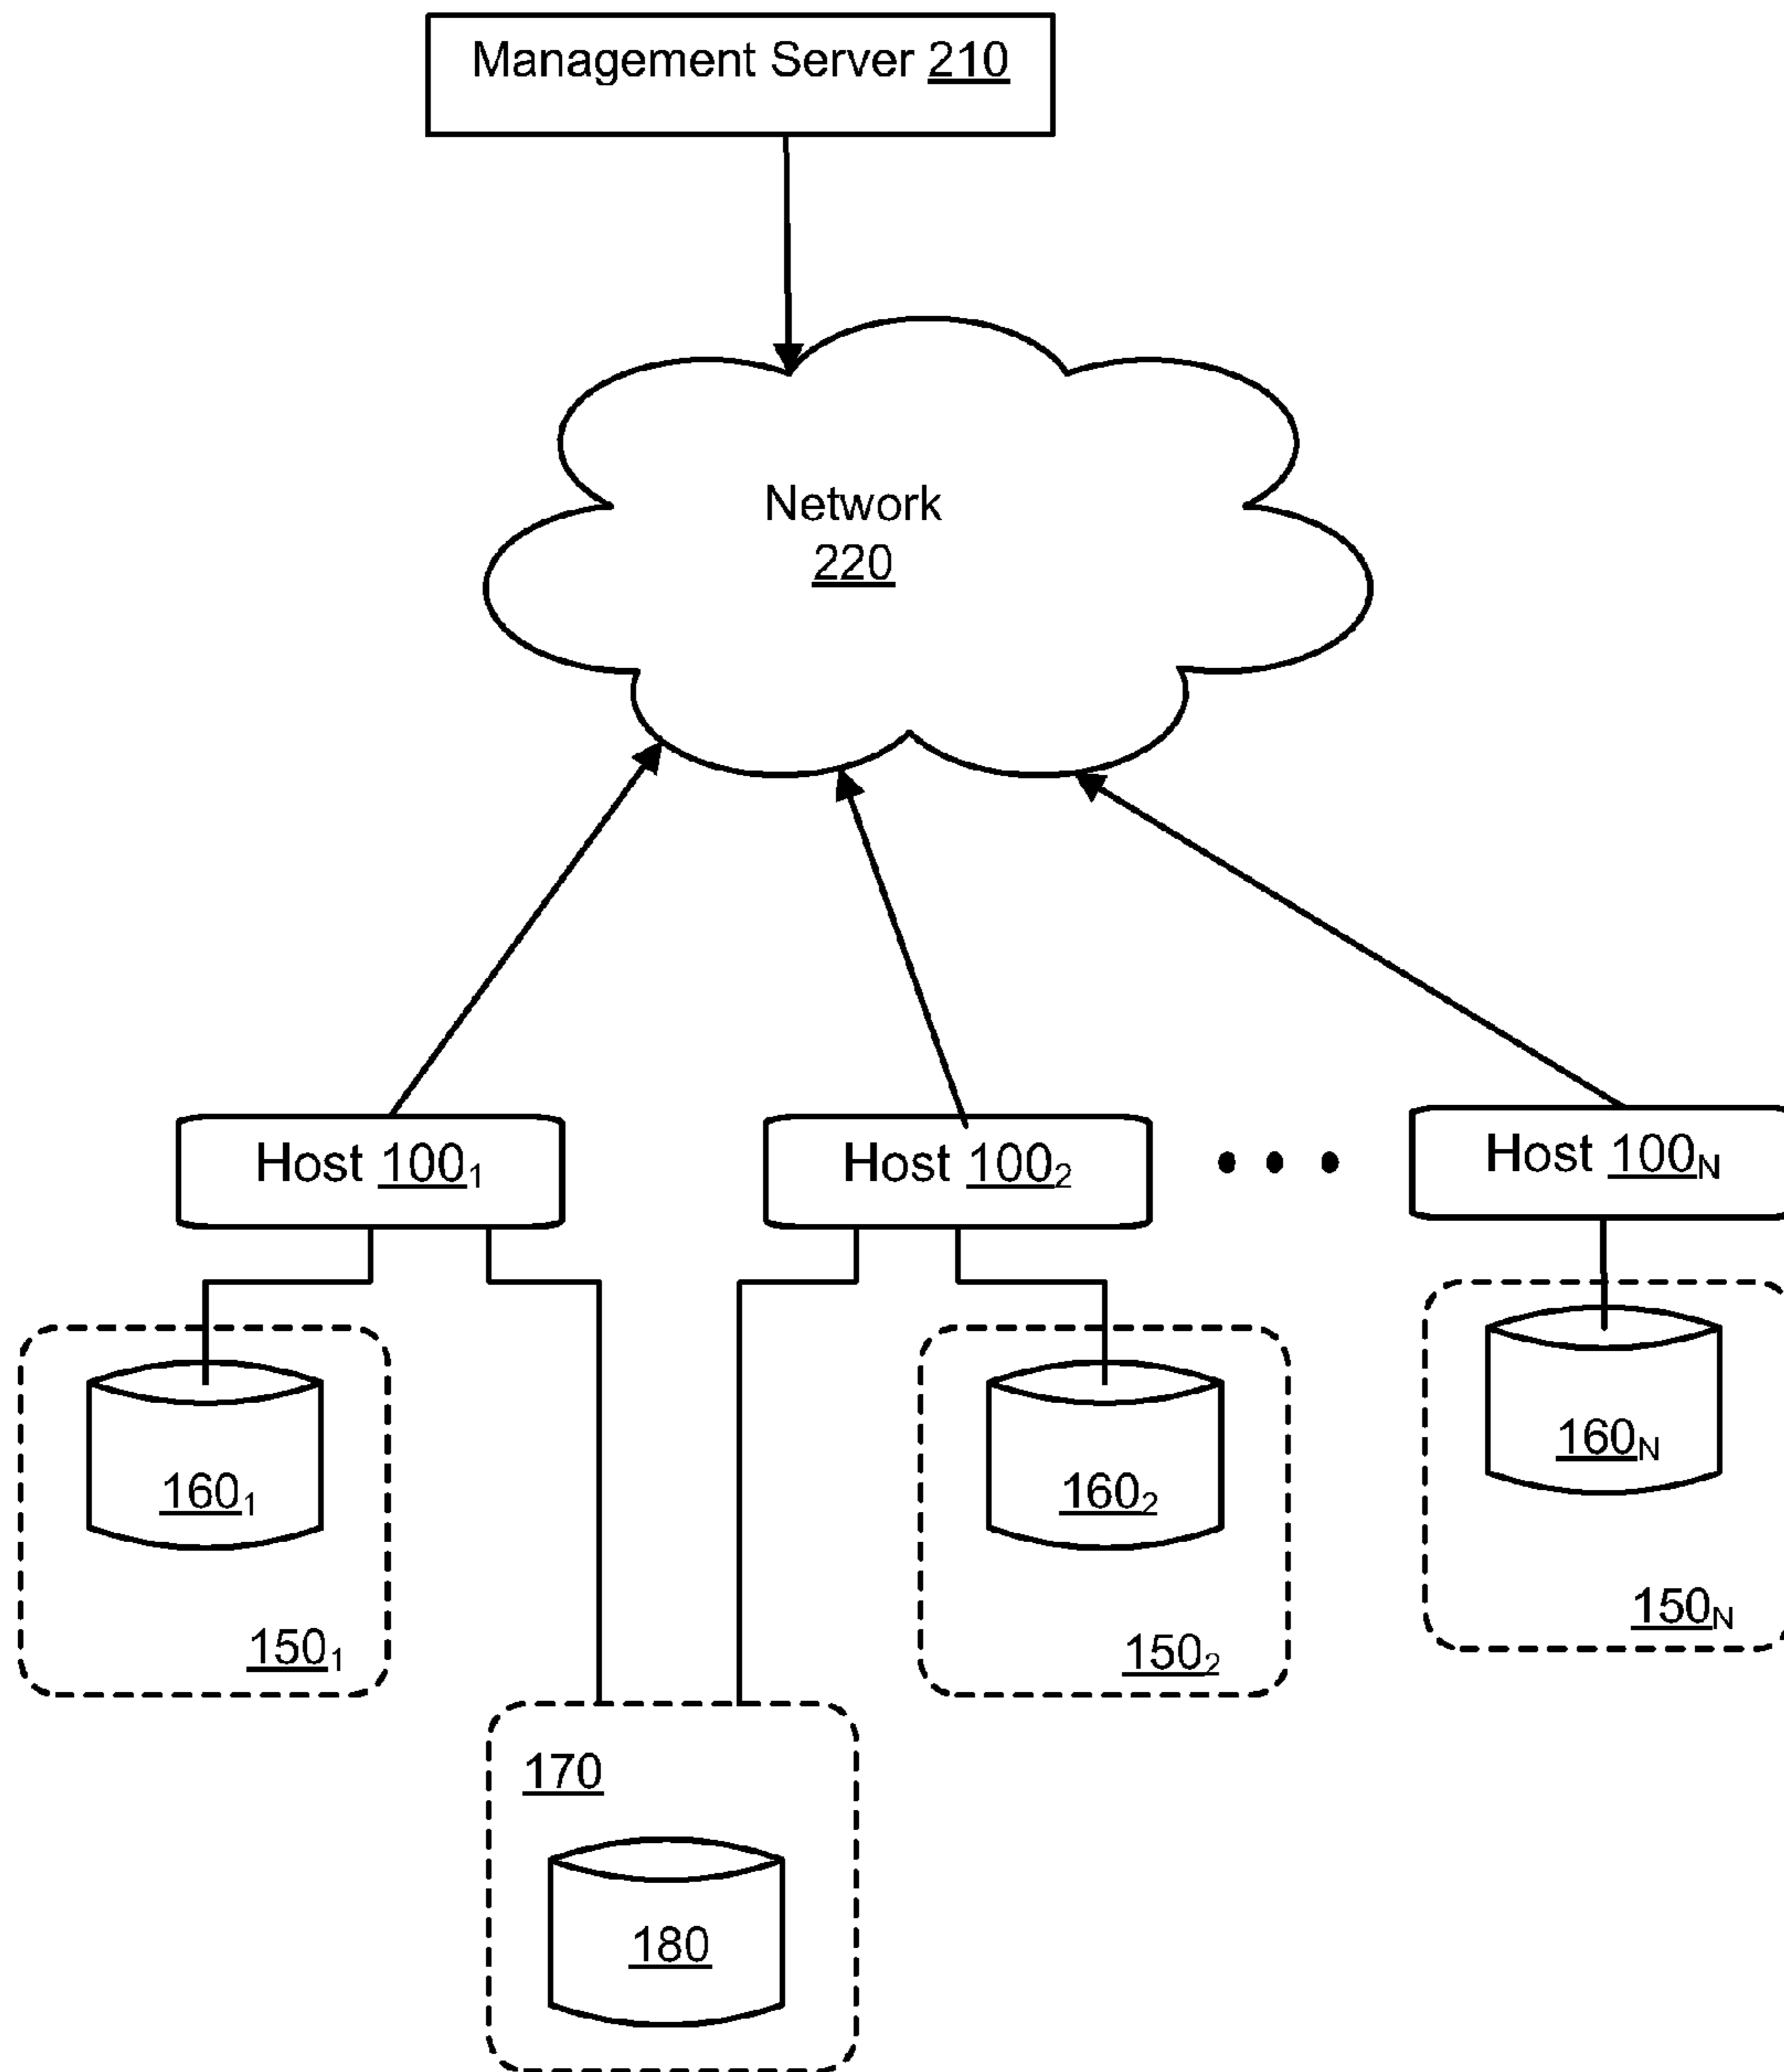 Management Server 210
Network
220
Host 100₁
Host 100₂
Host 100N
160₁
160₂
160N
150₁
150₂
150N
170
180